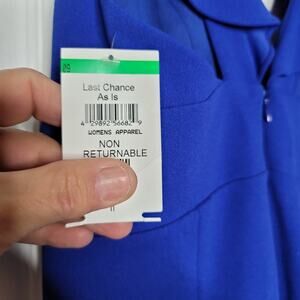 Last Chance
As Is
4 29892 56682 9
WOMENS APPAREL
NON
RETURNABLE